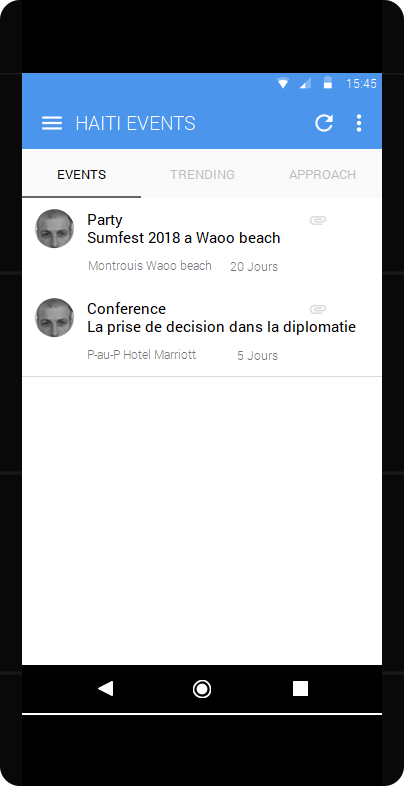 15:45
HAITI EVENTS
EVENTS TRENDING APPROACH
Party
Sumfest 2018 a Waoo beach
Montrouis Waoo beach 20 Jours
Conference
La prise de decision dans la diplomatie
P-au-P Hotel Marriott 5 Jours